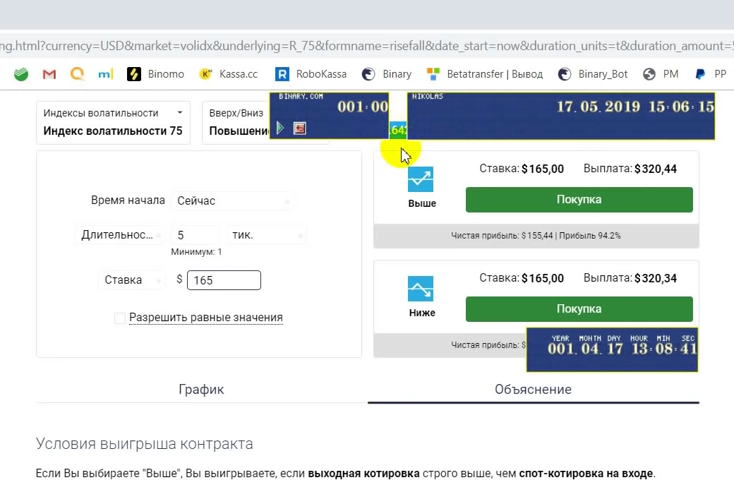 ng.html?currency=USD&market=volidx&underlying=R_75&formname=risefall&date_start=now&duration_units=t&duration_amount=5
Binomo Kassa.cc RoboKassa Binary Betatransfer | Вывод Binary_Bot PM PP
Индексы волатильности
Индекс волатильности 75
Вверх/Вниз
BINARY.COM
001:00
NIKOLAS
17.05.2019 15:06:15
Время начала Сейчас
Длительнос... 5 тик.
Минимум: 1
Ставка $ 165
Разрешить равные значения
Выше
Ставка: $165,00 Выплата: $320,44
Покупка
Чистая прибыль: $155,44 | Прибыль 94.2%
Ниже
Ставка: $165,00 Выплата: $320,34
Покупка
Чистая прибыль: $
YEAR MONTH DAY HOUR MIN SEC
001.04.17 13:08:41
График Объяснение
Условия выигрыша контракта
Если Вы выбираете "Выше", Вы выигрываете, если выходная котировка строго выше, чем спот-котировка на входе.